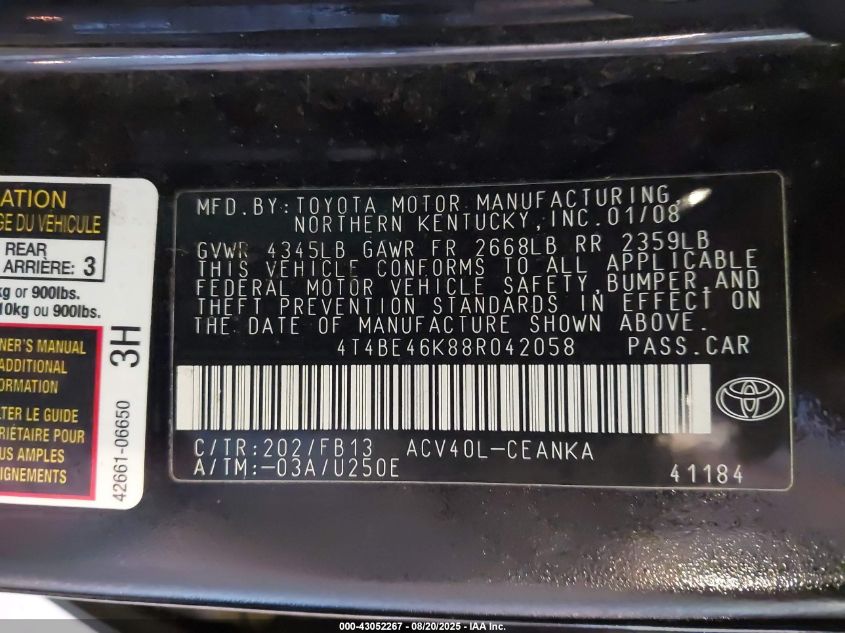 ATION
GE DU VÉHICULE
REAR
ARRIÈRE: 3
kg or 900lbs.
10kg ou 900lbs.
NER'S MANUAL
ADDITIONAL
FORMATION
LTER LE GUIDE
RIÉTAIRE POUR
US AMPLES
IGNEMENTS
3H
42661-06650
MFD.BY:TOYOTA MOTOR MANUFACTURING,
NORTHERN KENTUCKY,INC.01/08
GVWR 4345LB GAWR FR 2668LB RR 2359LB
THIS VEHICLE CONFORMS TO ALL APPLICABLE
FEDERAL MOTOR VEHICLE SAFETY,BUMPER,AND
THEFT PREVENTION STANDARDS IN EFFECT ON
THE DATE OF MANUFACTURE SHOWN ABOVE.
4T4BE46K88R042058 PASS.CAR
C/TR:202/FB13 ACV40L-CEANKA
A/TM:-03A/U250E
41184
000-43052267 - 08/20/2025 - IAA Inc.